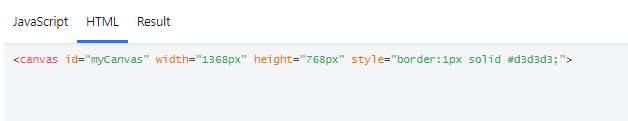 JavaScript HTML Result
<canvas id="myCanvas" width="1368px" height="768px" style="border:1px solid #d3d3d3;">